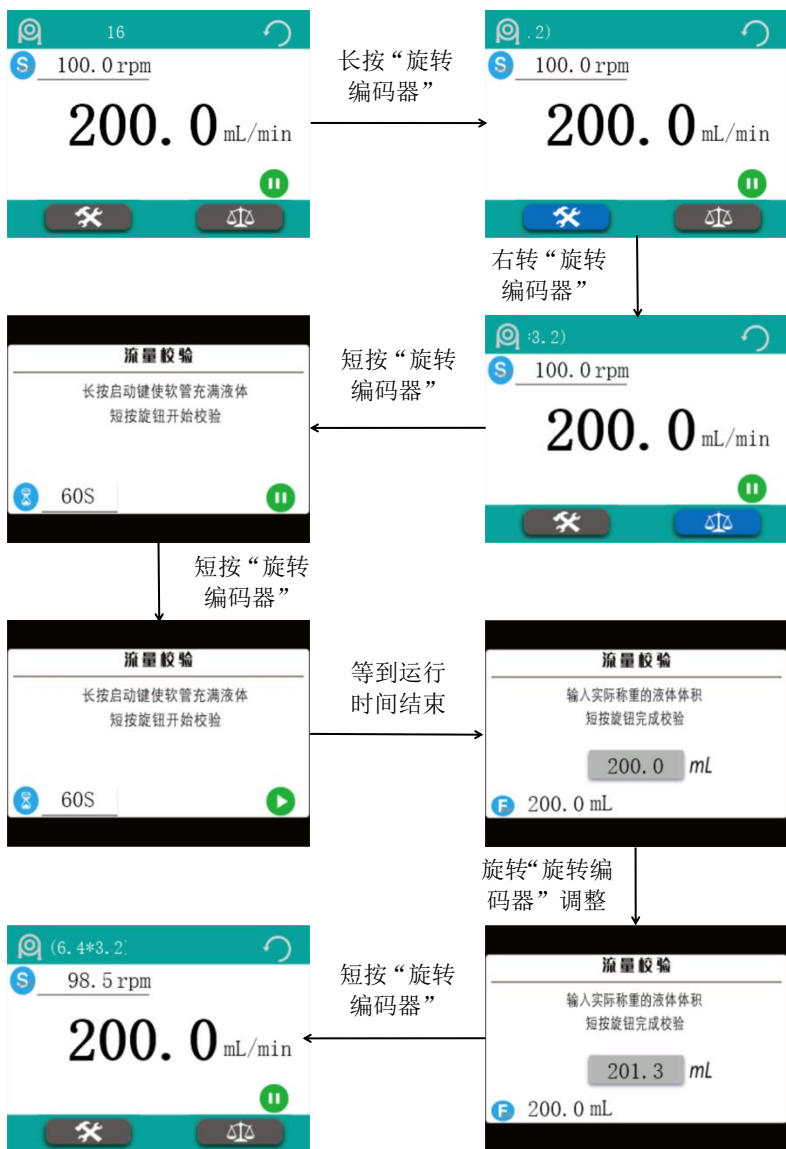 16
S 100.0 rpm
200.0 mL/min
长按“旋转
编码器”
.2)
S 100.0 rpm
200.0 mL/min
右转“旋转
编码器”
:3.2)
S 100.0 rpm
200.0 mL/min
短按“旋转
编码器”
流量校验
长按启动键使软管充满液体
短按旋钮开始校验
60S
短按“旋转
编码器”
流量校验
长按启动键使软管充满液体
短按旋钮开始校验
60S
等到运行
时间结束
流量校验
输入实际称重的液体体积
短按旋钮完成校验
200.0 mL
F 200.0 mL
旋转“旋转编
码器”调整
流量校验
输入实际称重的液体体积
短按旋钮完成校验
201.3 mL
F 200.0 mL
短按“旋转
编码器”
(6.4*3.2)
S 98.5 rpm
200.0 mL/min